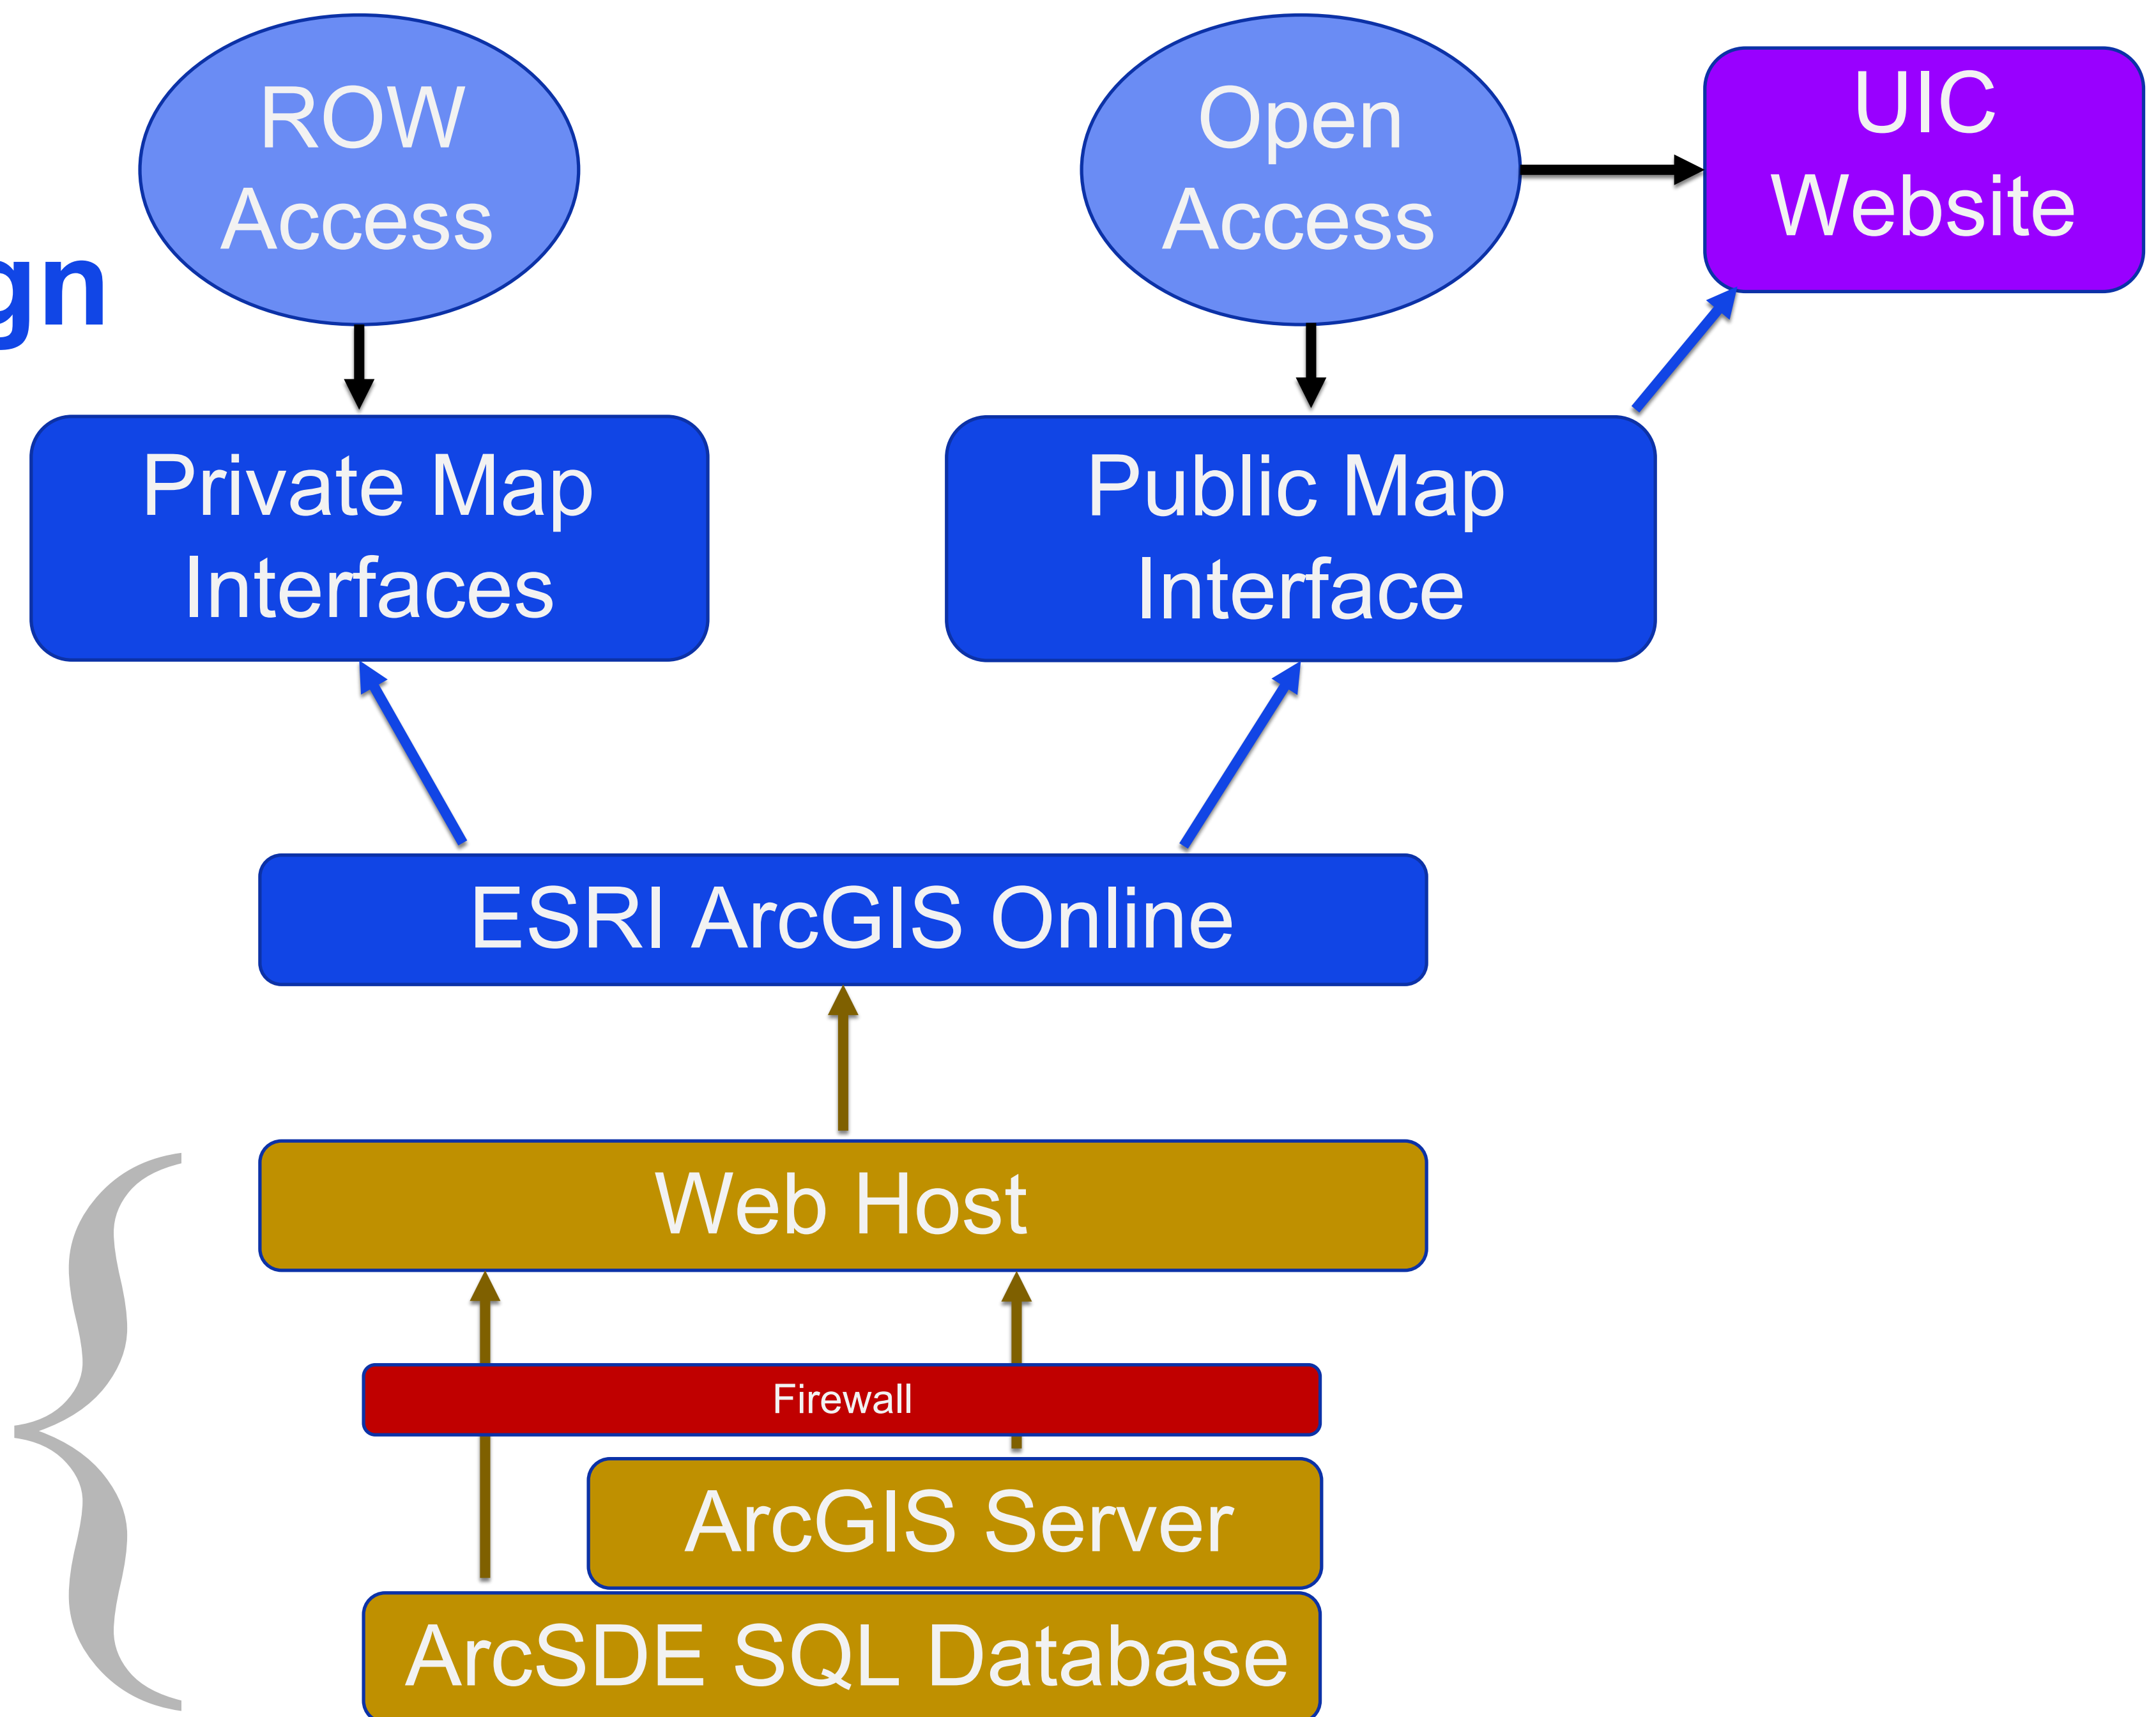 ROW
Access
Open
Access
UIC
Website
gn
Private Map
Interfaces
Public Map
Interface
ESRI ArcGIS Online
Web Host
Firewall
ArcGIS Server
ArcSDE SQL Database